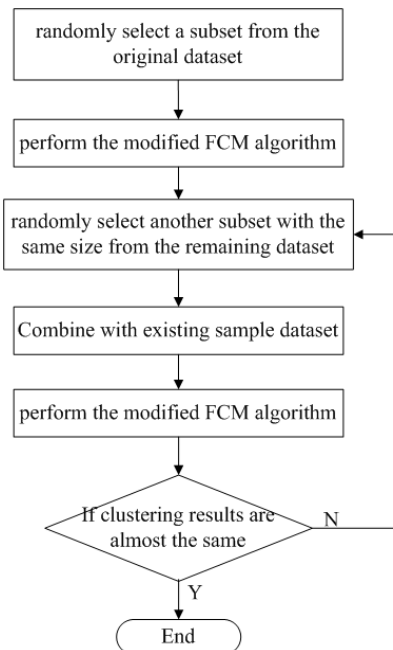 randomly select a subset from the
original dataset
perform the modified FCM algorithm
randomly select another subset with the
same size from the remaining dataset
Combine with existing sample dataset
perform the modified FCM algorithm
If clustering results are
almost the same
N
Y
End